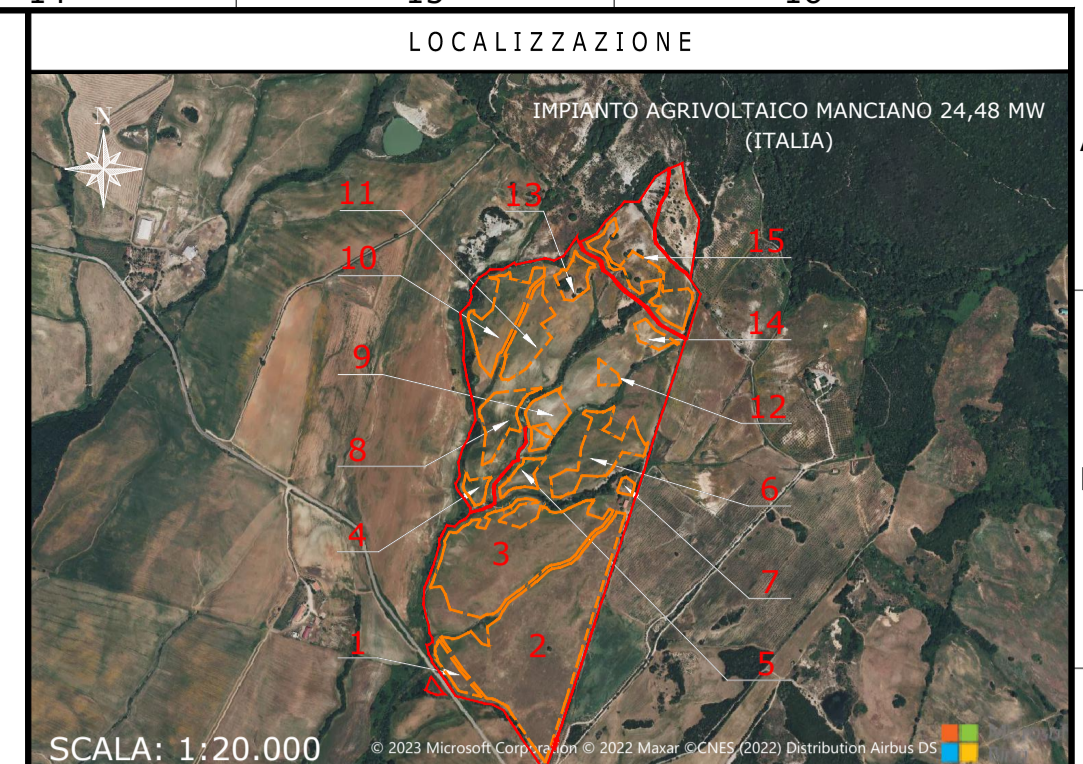 LOCALIZZAZIONE
N
IMPIANTO AGRIVOLTAICO MANCIANO 24,48 MW
(ITALIA)
11
13
10
15
14
9
12
8
6
4
3
7
1
2
5
SCALA: 1:20.000
© 2023 Microsoft Corporation © 2022 Maxar ©CNES (2022) Distribution Airbus DS